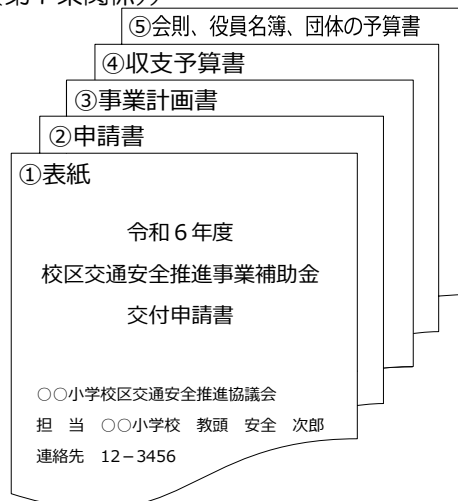 ⑤会則、役員名簿、団体の予算書
④収支予算書
③事業計画書
②申請書
①表紙
令和６年度
校区交通安全推進事業補助金
交付申請書
○○小学校区交通安全推進協議会
担　当　○○小学校　教頭　安全　次郎
連絡先　12－3456